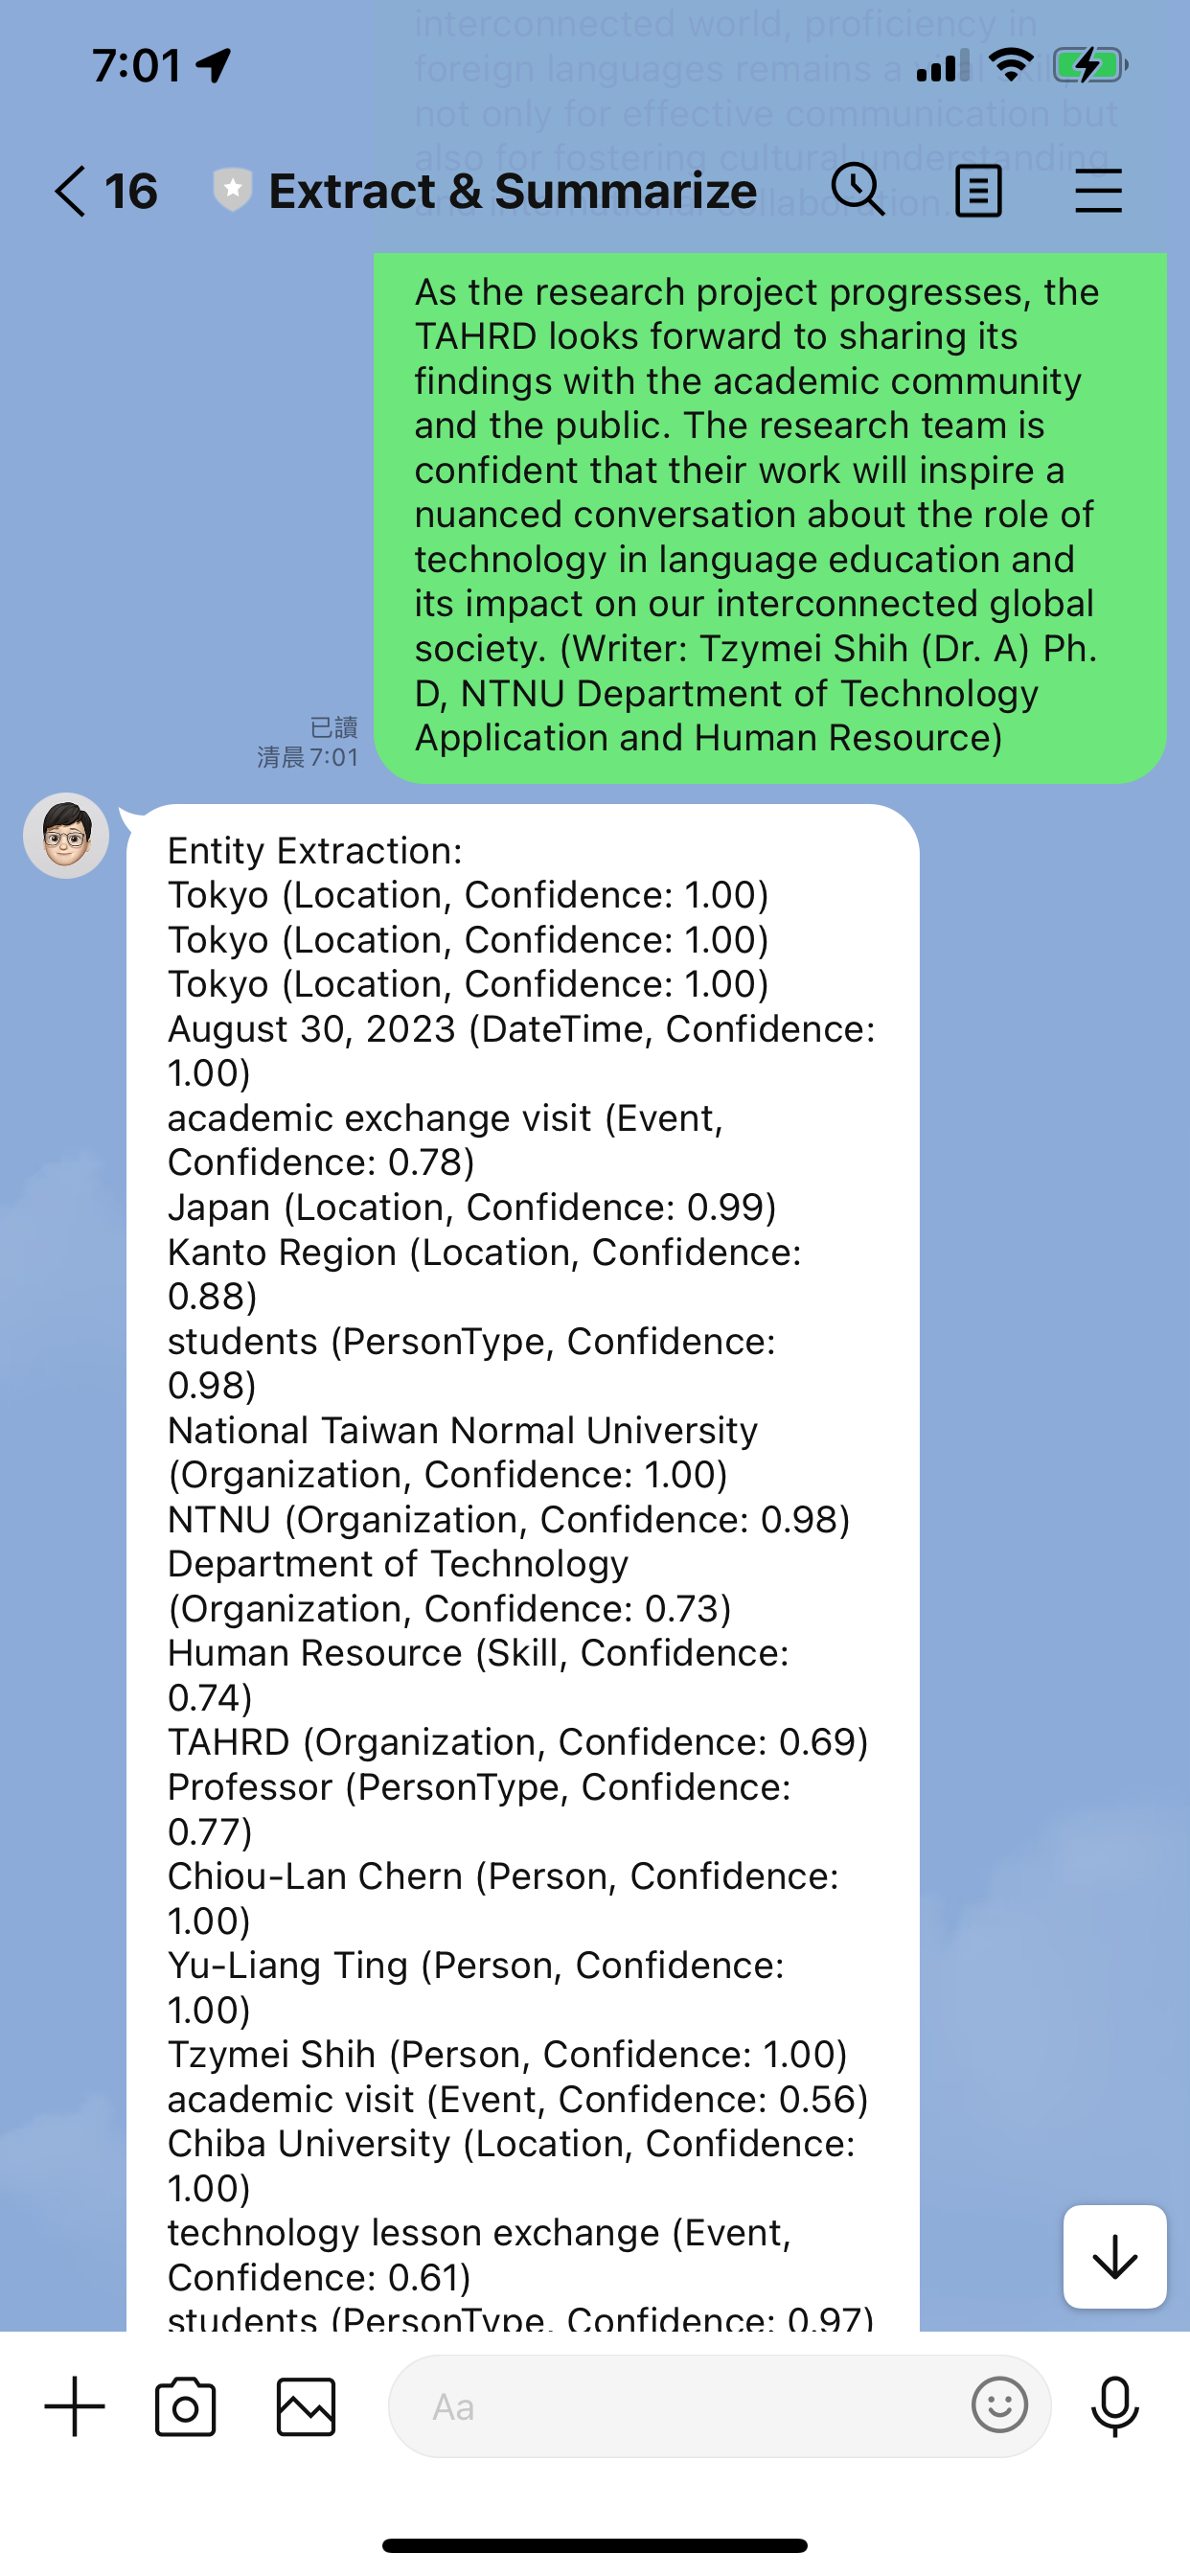 interconnected world, proficiency in
7:01
foreign languages remains a
not only for effective communication but
also for fostering cultural understanding
16
Extract & Summarize
and international collaboration.
As the research project progresses, the
TAHRD looks forward to sharing its
findings with the academic community
and the public. The research team is
confident that their work will inspire a
nuanced conversation about the role of
technology in language education and
its impact on our interconnected global
society. (Writer: Tzymei Shih (Dr. A) Ph.
D, NTNU Department of Technology
Application and Human Resource)
已讀
清晨 7:01
Entity Extraction:
Tokyo (Location, Confidence: 1.00)
Tokyo (Location, Confidence: 1.00)
Tokyo (Location, Confidence: 1.00)
August 30, 2023 (DateTime, Confidence:
1.00)
academic exchange visit (Event,
Confidence: 0.78)
Japan (Location, Confidence: 0.99)
Kanto Region (Location, Confidence:
0.88)
students (PersonType, Confidence:
0.98)
National Taiwan Normal University
(Organization, Confidence: 1.00)
NTNU (Organization, Confidence: 0.98)
Department of Technology
(Organization, Confidence: 0.73)
Human Resource (Skill, Confidence:
0.74)
TAHRD (Organization, Confidence: 0.69)
Professor (PersonType, Confidence:
0.77)
Chiou-Lan Chern (Person, Confidence:
1.00)
Yu-Liang Ting (Person, Confidence:
1.00)
Tzymei Shih (Person, Confidence: 1.00)
academic visit (Event, Confidence: 0.56)
Chiba University (Location, Confidence:
1.00)
technology lesson exchange (Event,
Confidence: 0.61)
students (PersonType, Confidence: 0.97)
Aa